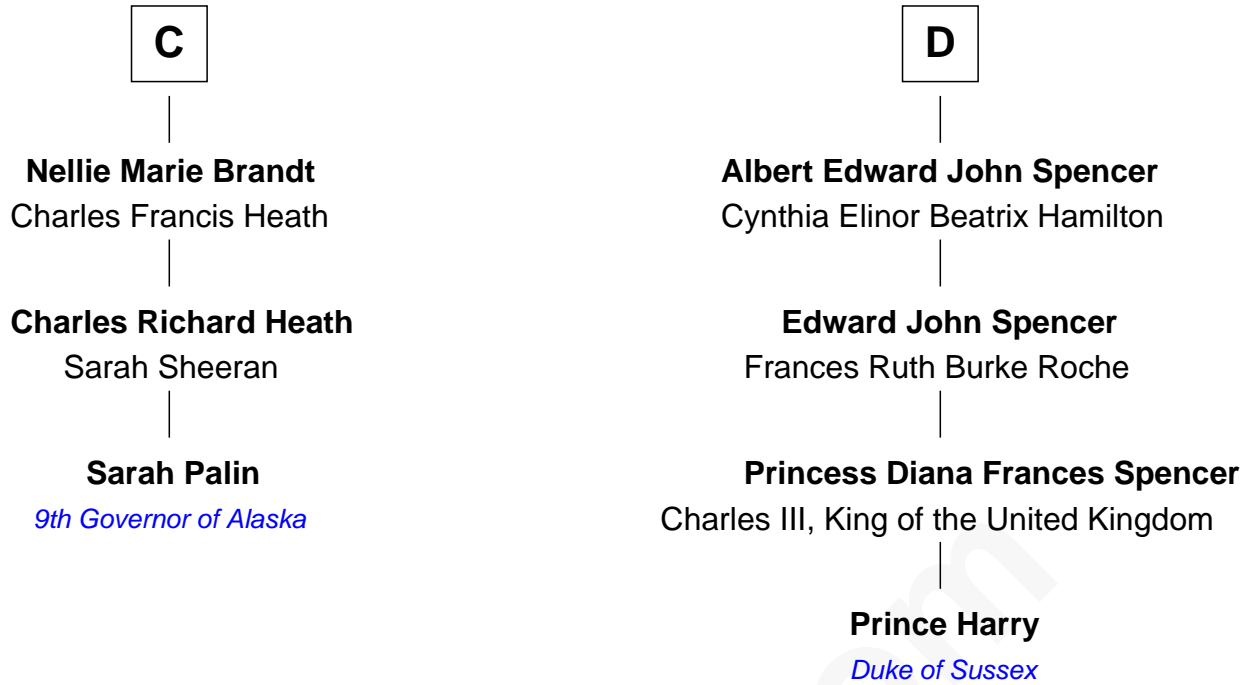 C
Nellie Marie Brandt
Charles Francis Heath
Charles Richard Heath
Sarah Sheeran
Sarah Palin
9th Governor of Alaska
D
Albert Edward John Spencer
Cynthia Elinor Beatrix Hamilton
Edward John Spencer
Frances Ruth Burke Roche
Princess Diana Frances Spencer
Charles III, King of the United Kingdom
Prince Harry
Duke of Sussex